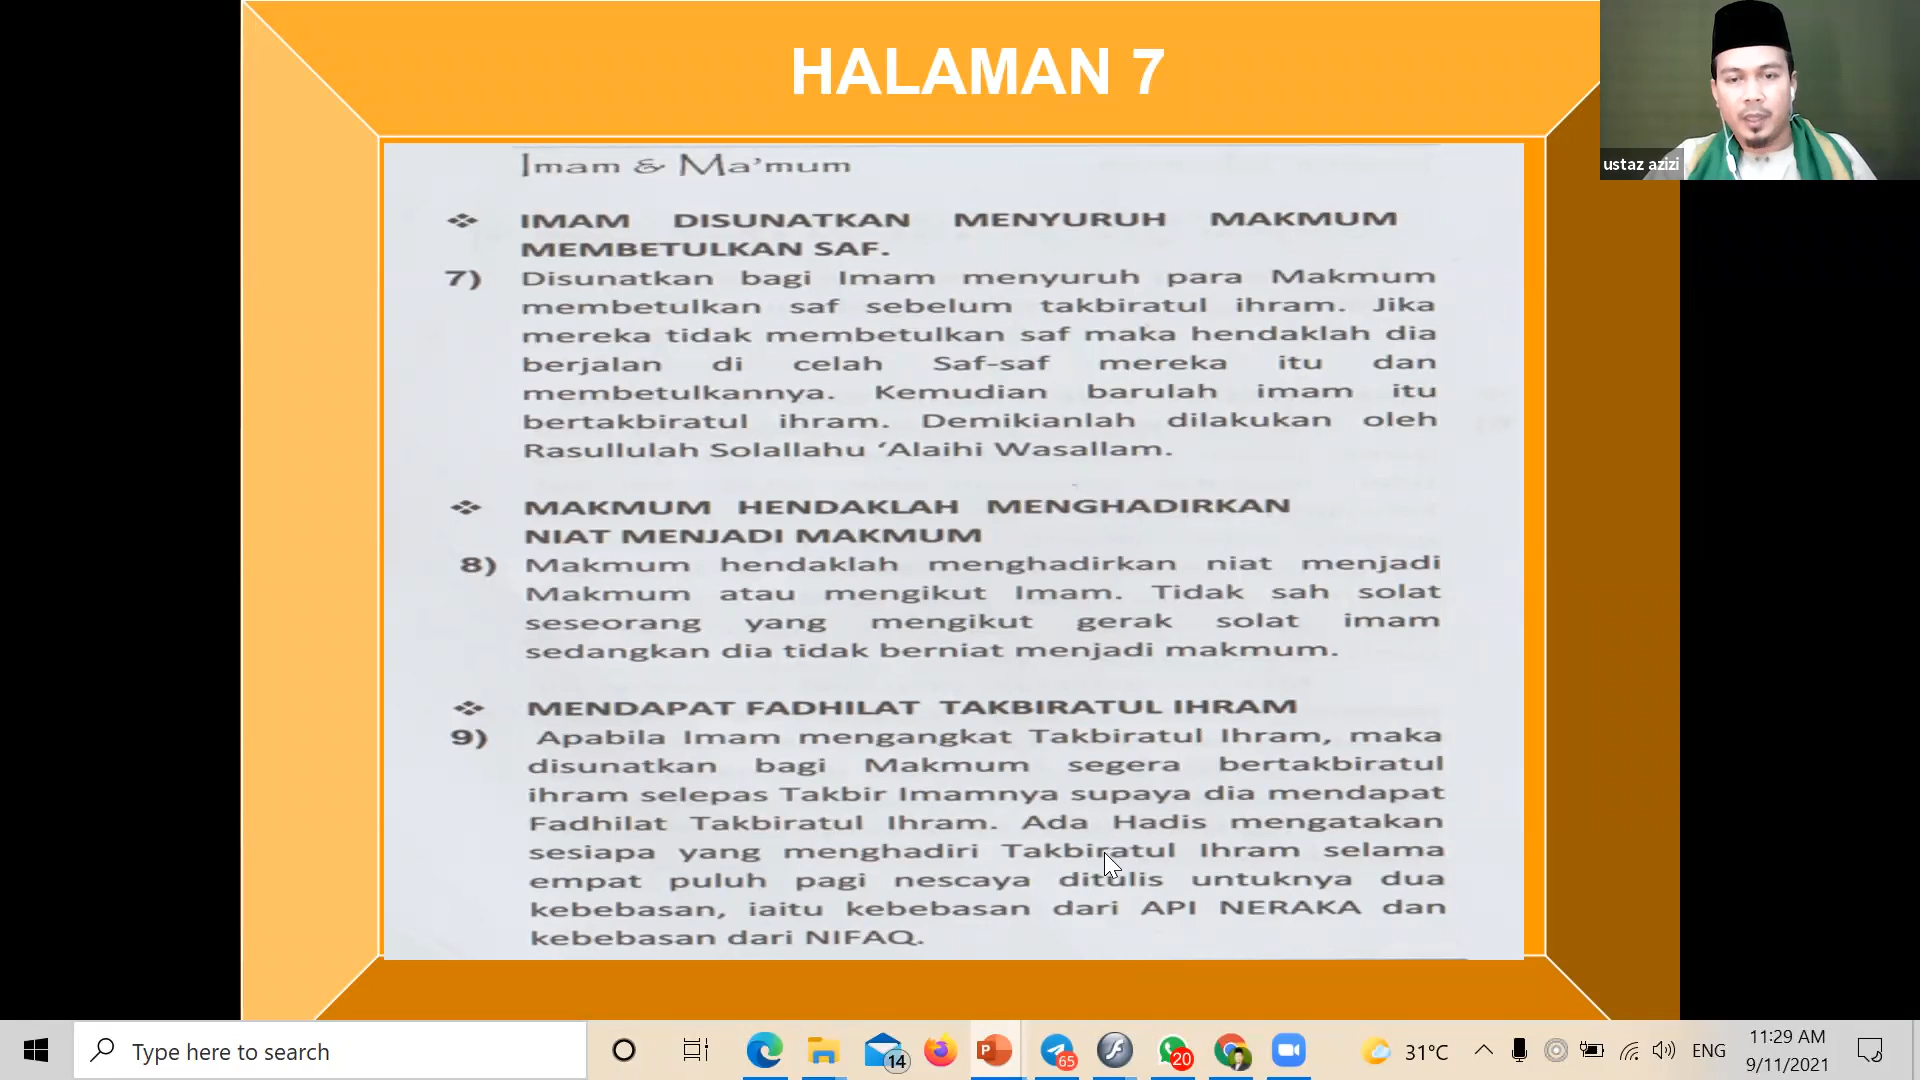 HALAMAN 7
ustaz azizi
Imam & Ma'mum
❖ IMAM DISUNATKAN MENYURUH MAKMUM
MEMBETULKAN SAF.
7) Disunatkan bagi Imam menyuruh para Makmum
membetulkan saf sebelum takbiratul ihram. Jika
mereka tidak membetulkan saf maka hendaklah dia
berjalan di celah Saf-saf mereka itu dan
membetulkannya. Kemudian barulah imam itu
bertakbiratul ihram. Demikianlah dilakukan oleh
Rasullulah Solallahu ‘Alaihi Wasallam.
❖ MAKMUM HENDAKLAH MENGHADIRKAN
NIAT MENJADI MAKMUM
8) Makmum hendaklah menghadirkan niat menjadi
Makmum atau mengikut Imam. Tidak sah solat
seseorang yang mengikut gerak solat imam
sedangkan dia tidak berniat menjadi makmum.
❖ MENDAPAT FADHILAT TAKBIRATUL IHRAM
9) Apabila Imam mengangkat Takbiratul Ihram, maka
disunatkan bagi Makmum segera bertakbiratul
ihram selepas Takbir Imamnya supaya dia mendapat
Fadhilat Takbiratul Ihram. Ada Hadis mengatakan
sesiapa yang menghadiri Takbiratul Ihram selama
empat puluh pagi nescaya ditulis untuknya dua
kebebasan, iaitu kebebasan dari API NERAKA dan
kebebasan dari NIFAQ.
Type here to search
14
65
20
31°C
ENG
11:29 AM
9/11/2021